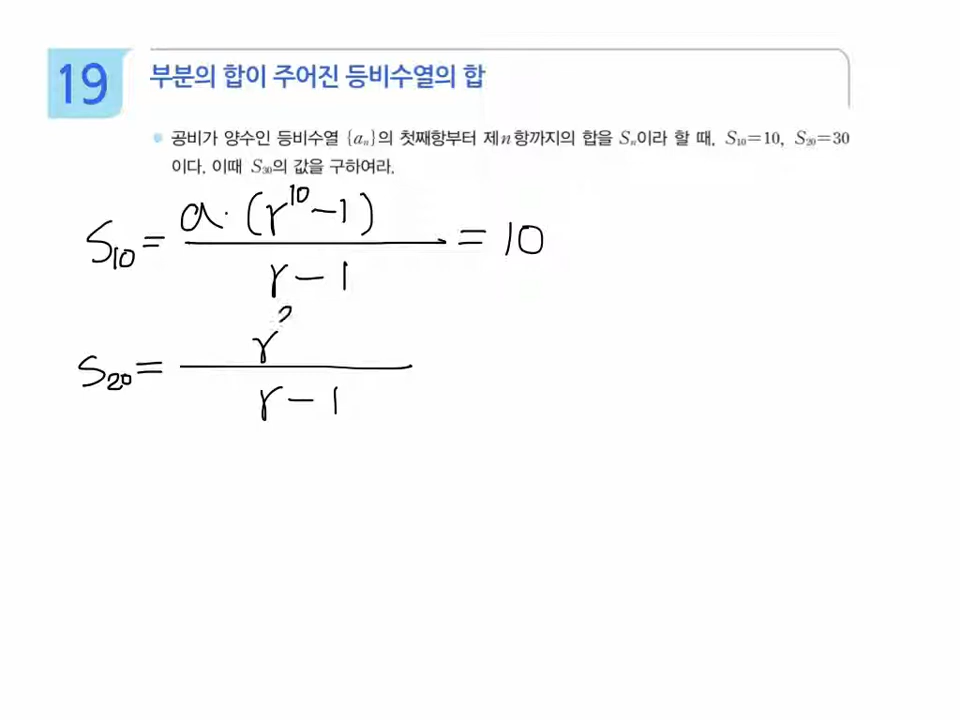 19 부분의 합이 주어진 등비수열의 합
공비가 양수인 등비수열 {aₙ}의 첫째항부터 제n항까지의 합을 Sₙ이라 할 때, S₁₀=10, S₂₀=30
이다. 이때 S₃₀의 값을 구하여라.
S₁₀ = a·(r¹⁰−1) / r−1 = 10
S₂₀ = r² / r−1